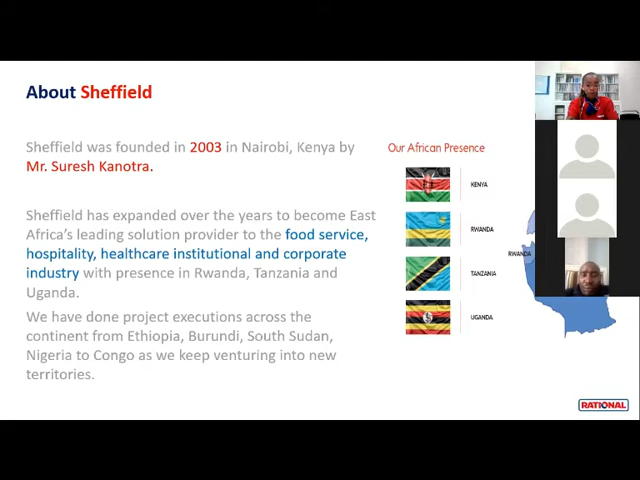 About Sheffield
Sheffield was founded in 2003 in Nairobi, Kenya by
Mr. Suresh Kanotra.
Sheffield has expanded over the years to become East
Africa's leading solution provider to the food service,
hospitality, healthcare institutional and corporate
industry with presence in Rwanda, Tanzania and
Uganda.
We have done project executions across the
continent from Ethiopia, Burundi, South Sudan,
Nigeria to Congo as we keep venturing into new
territories.
Our African Presence
KENYA
RWANDA
TANZANIA
UGANDA
RWANDA
RATIONAL